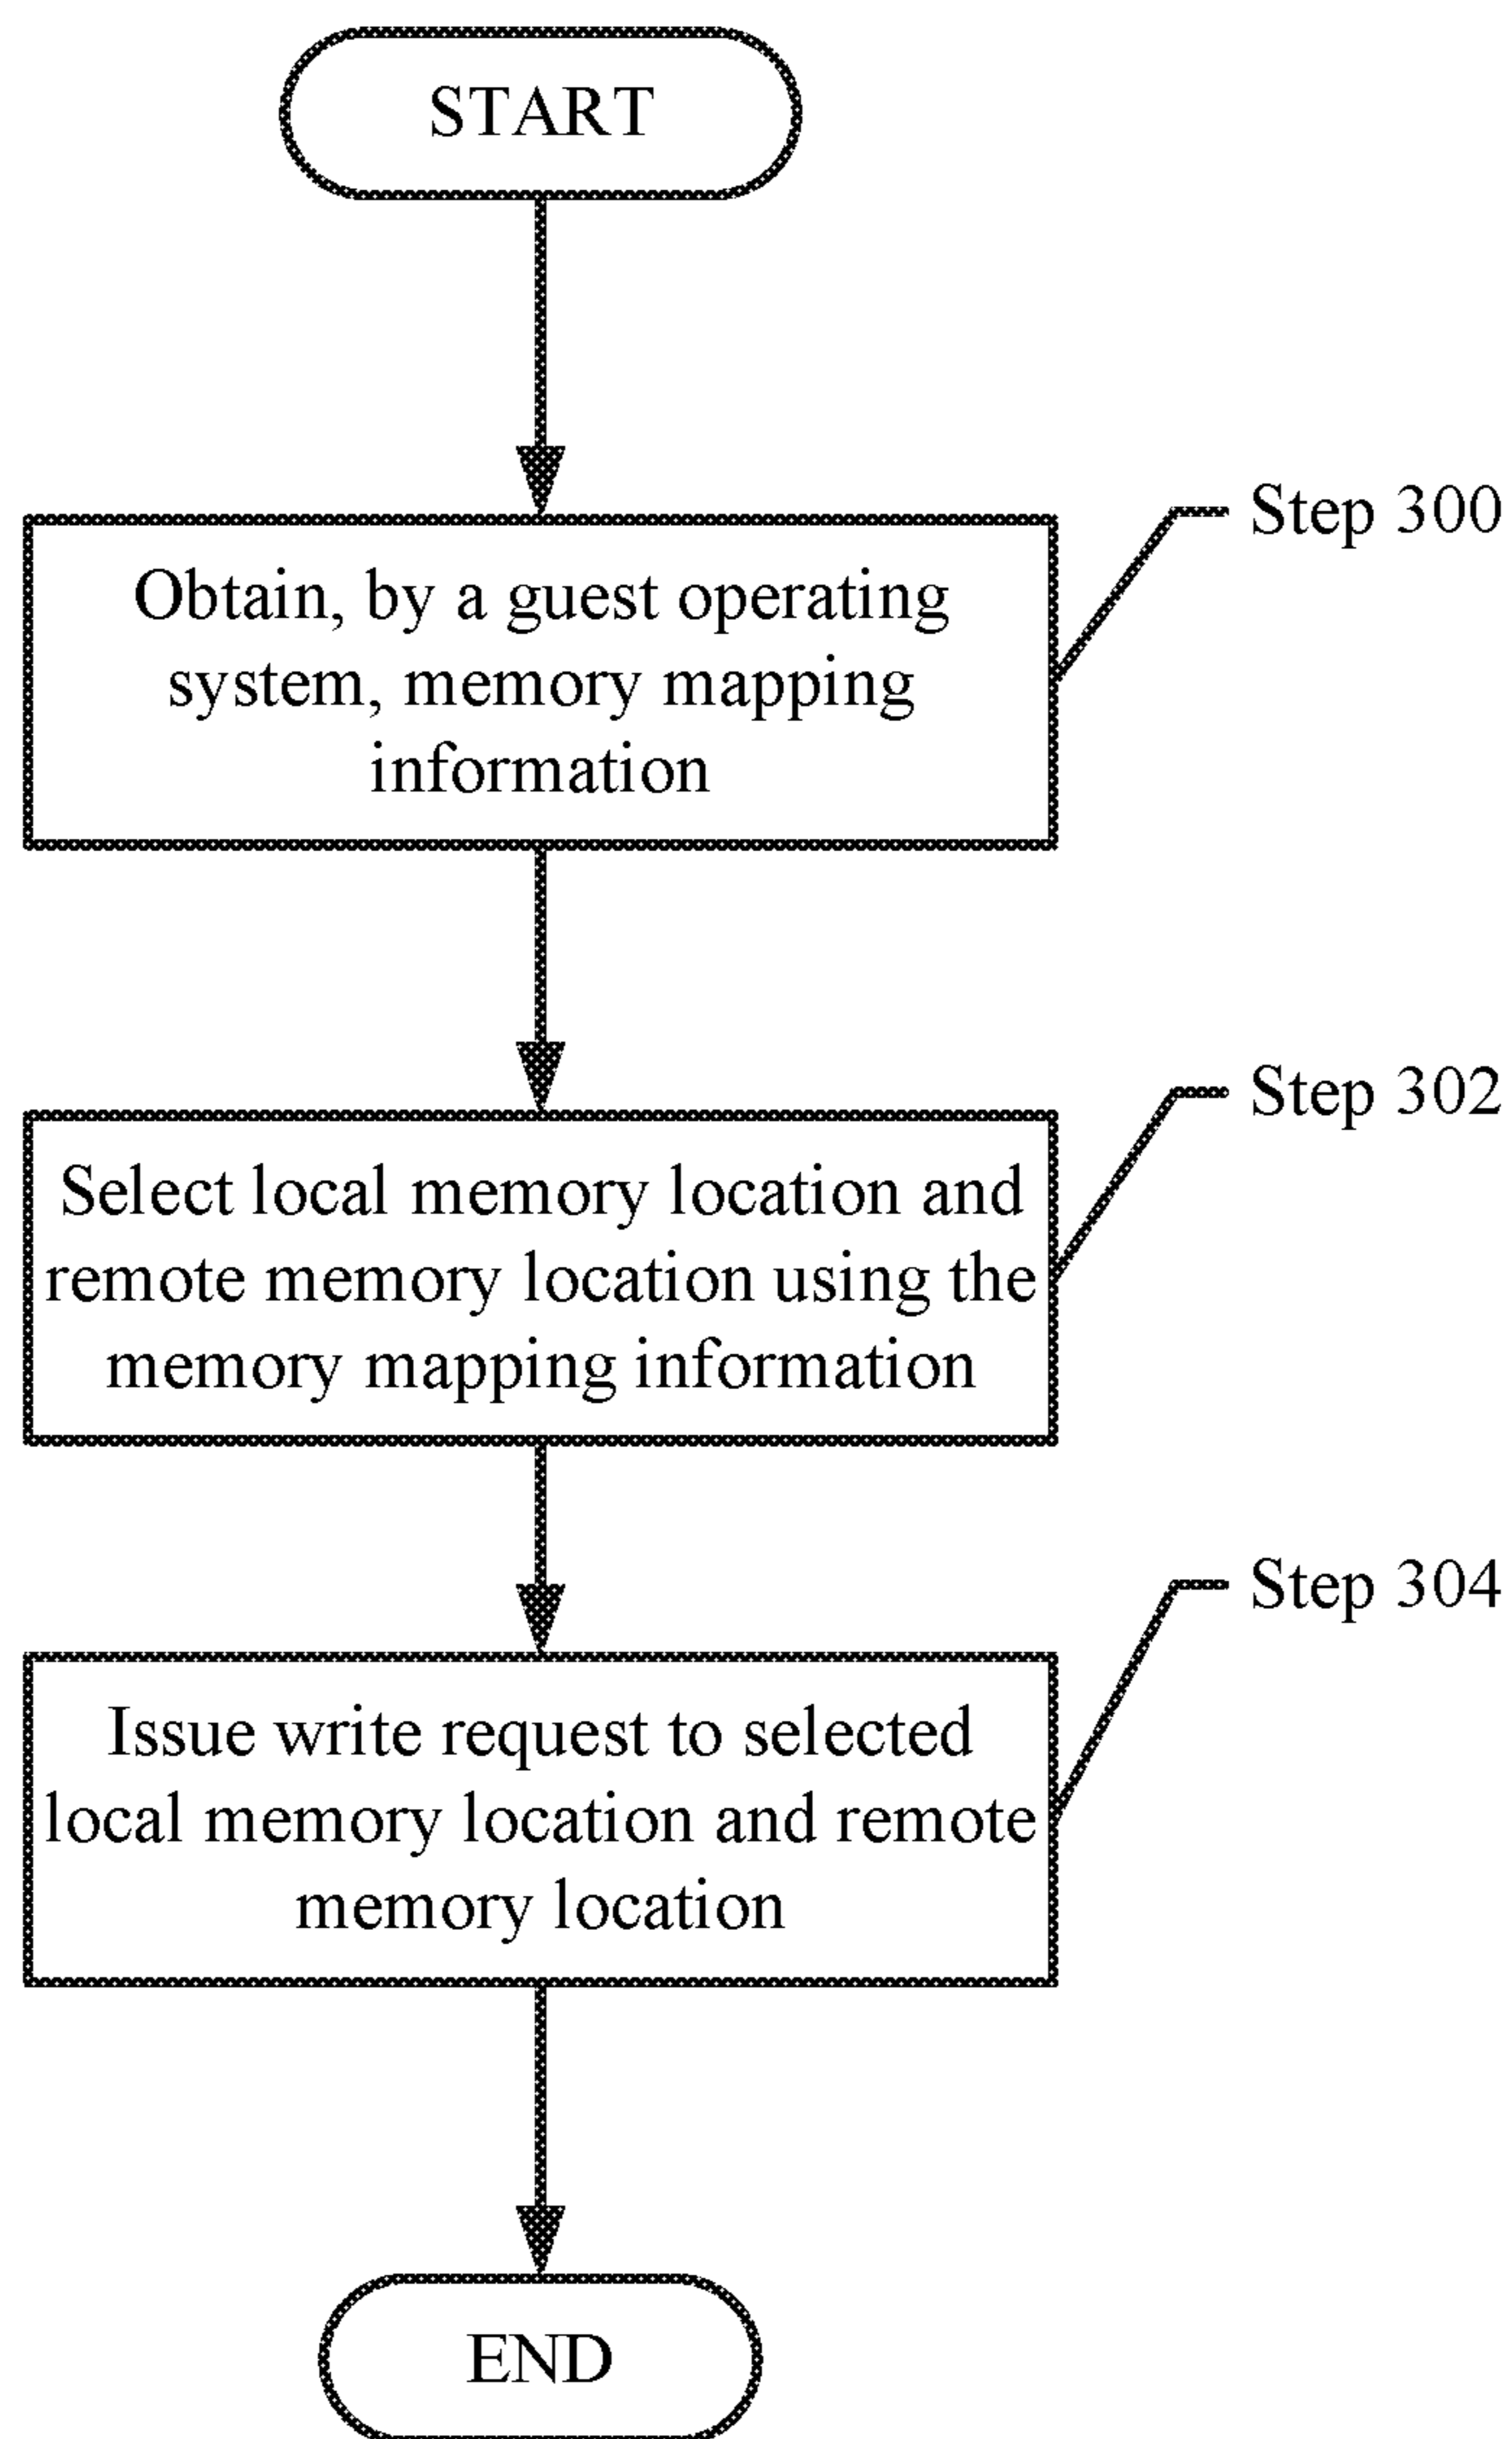 START
Step 300
Obtain, by a guest operating
system, memory mapping
information
Step 302
Select local memory location and
remote memory location using the
memory mapping information
Step 304
Issue write request to selected
local memory location and remote
memory location
END